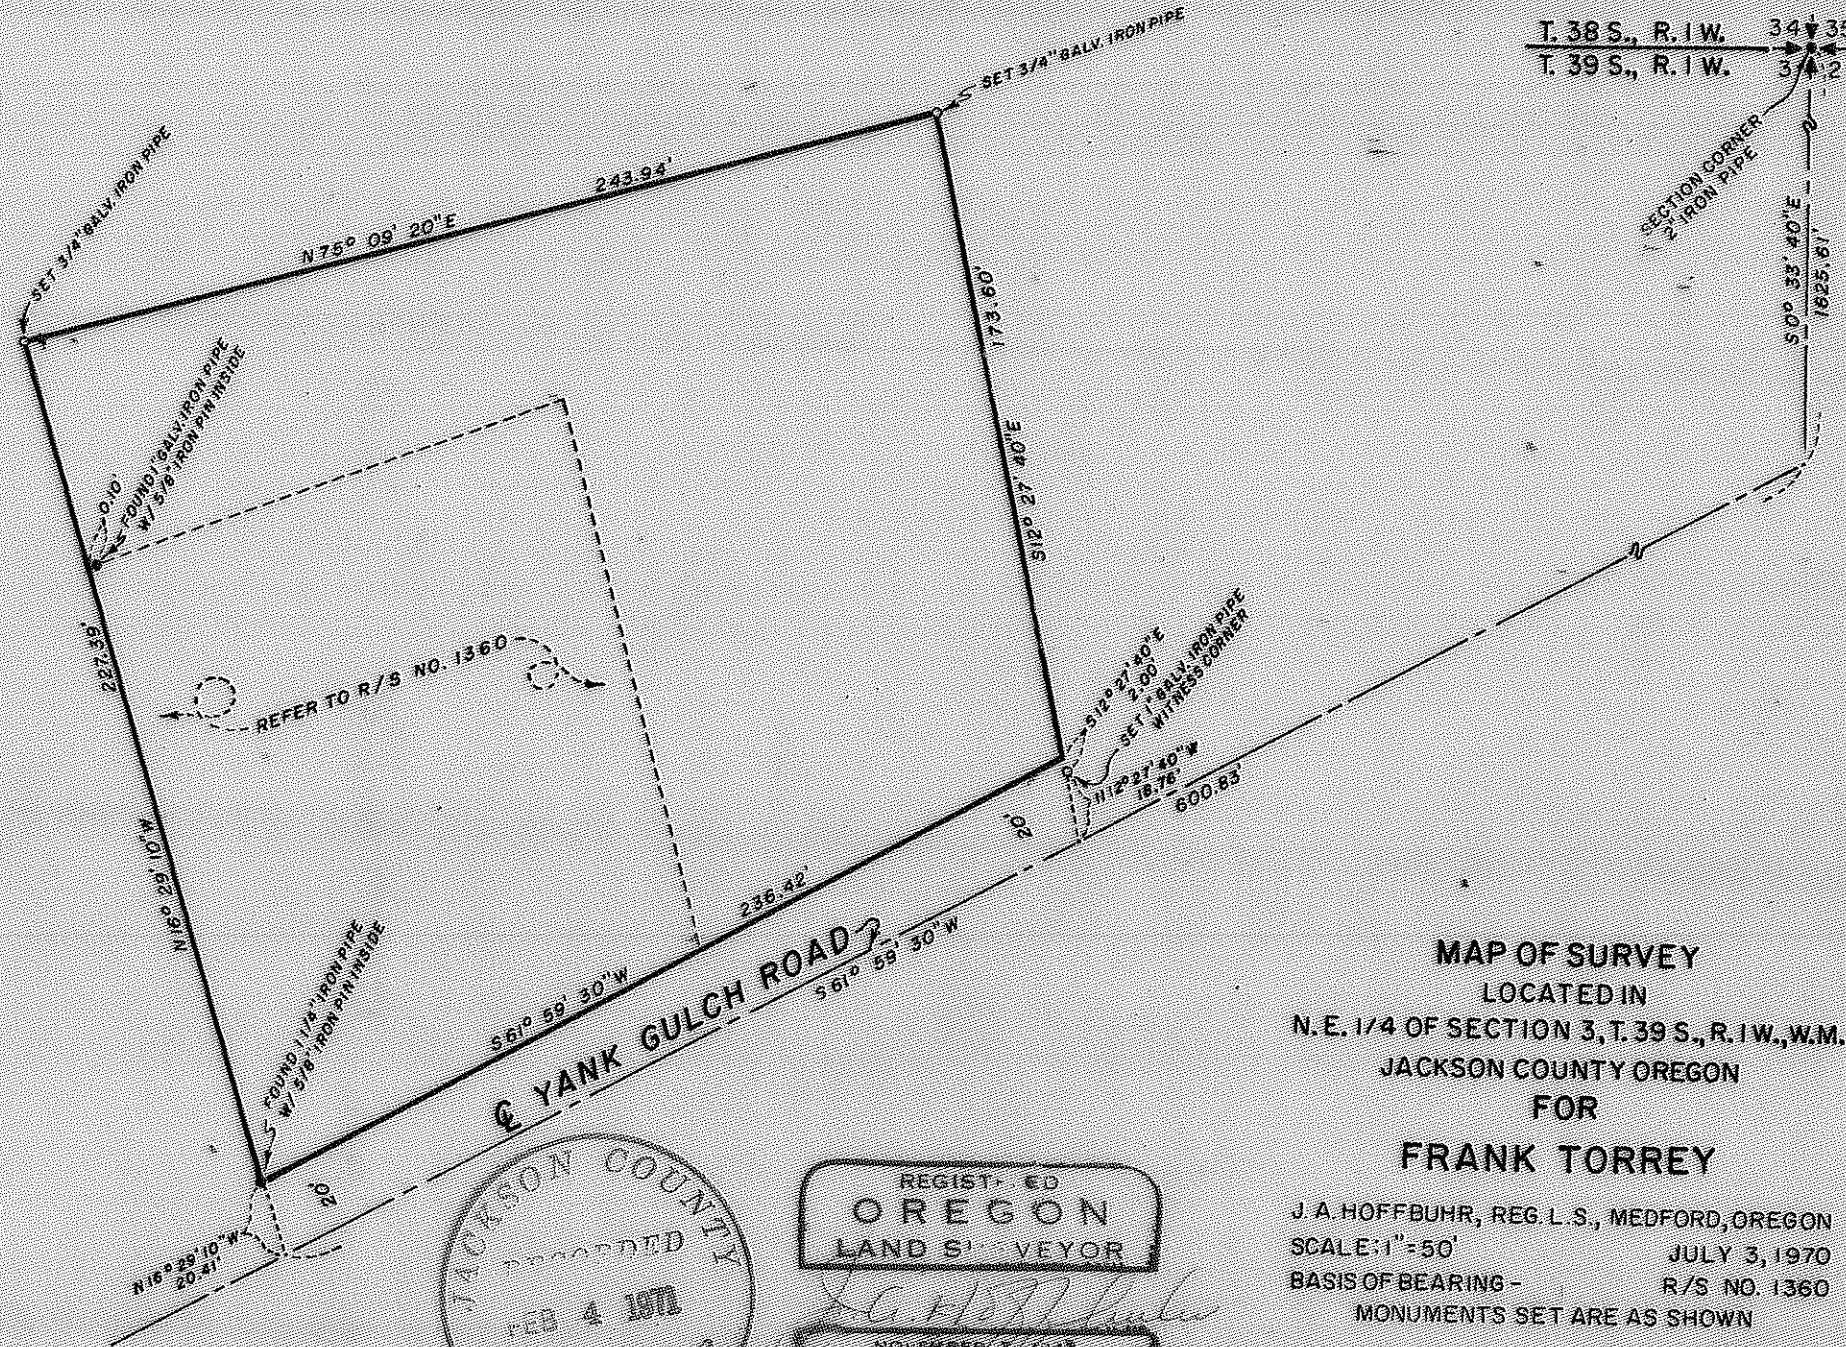 T. 38 S., R. 1 W.
T. 39 S., R. 1 W.
34
3
2
SECTION CORNER
2" IRON PIPE
S 0° 33' 40" E
1625.61'
SET 3/4" GALV. IRON PIPE
SET 3/4" GALV. IRON PIPE
243.94'
N 75° 09' 20" E
173.60'
S 12° 27' 40" E
0.10'
FOUND 1" GALV. IRON PIPE
W/ 5/8" IRON PIN INSIDE
227.39'
N 16° 29' 10" W
REFER TO R/S NO. 1360
S 12° 27' 40" E
2.00'
SET 1" GALV. IRON PIPE
WITNESS CORNER
N 12° 27' 40" W
18.76'
600.83'
20'
236.42'
S 61° 59' 30" W
℄ YANK GULCH ROAD
S 61° 59' 30" W
FOUND 1 1/4" IRON PIPE
W/ 5/8" IRON PIN INSIDE
20'
N 16° 29' 10" W
20.41'
MAP OF SURVEY
LOCATED IN
N. E. 1/4 OF SECTION 3, T. 39 S., R. 1 W., W.M.
JACKSON COUNTY OREGON
FOR
FRANK TORREY
J. A. HOFFBUHR, REG. L. S., MEDFORD, OREGON
SCALE: 1" = 50'
JULY 3, 1970
BASIS OF BEARING -
R/S NO. 1360
MONUMENTS SET ARE AS SHOWN
JACKSON COUNTY
RECORDED
FEB 4 1971
REGISTERED
OREGON
LAND SURVEYOR